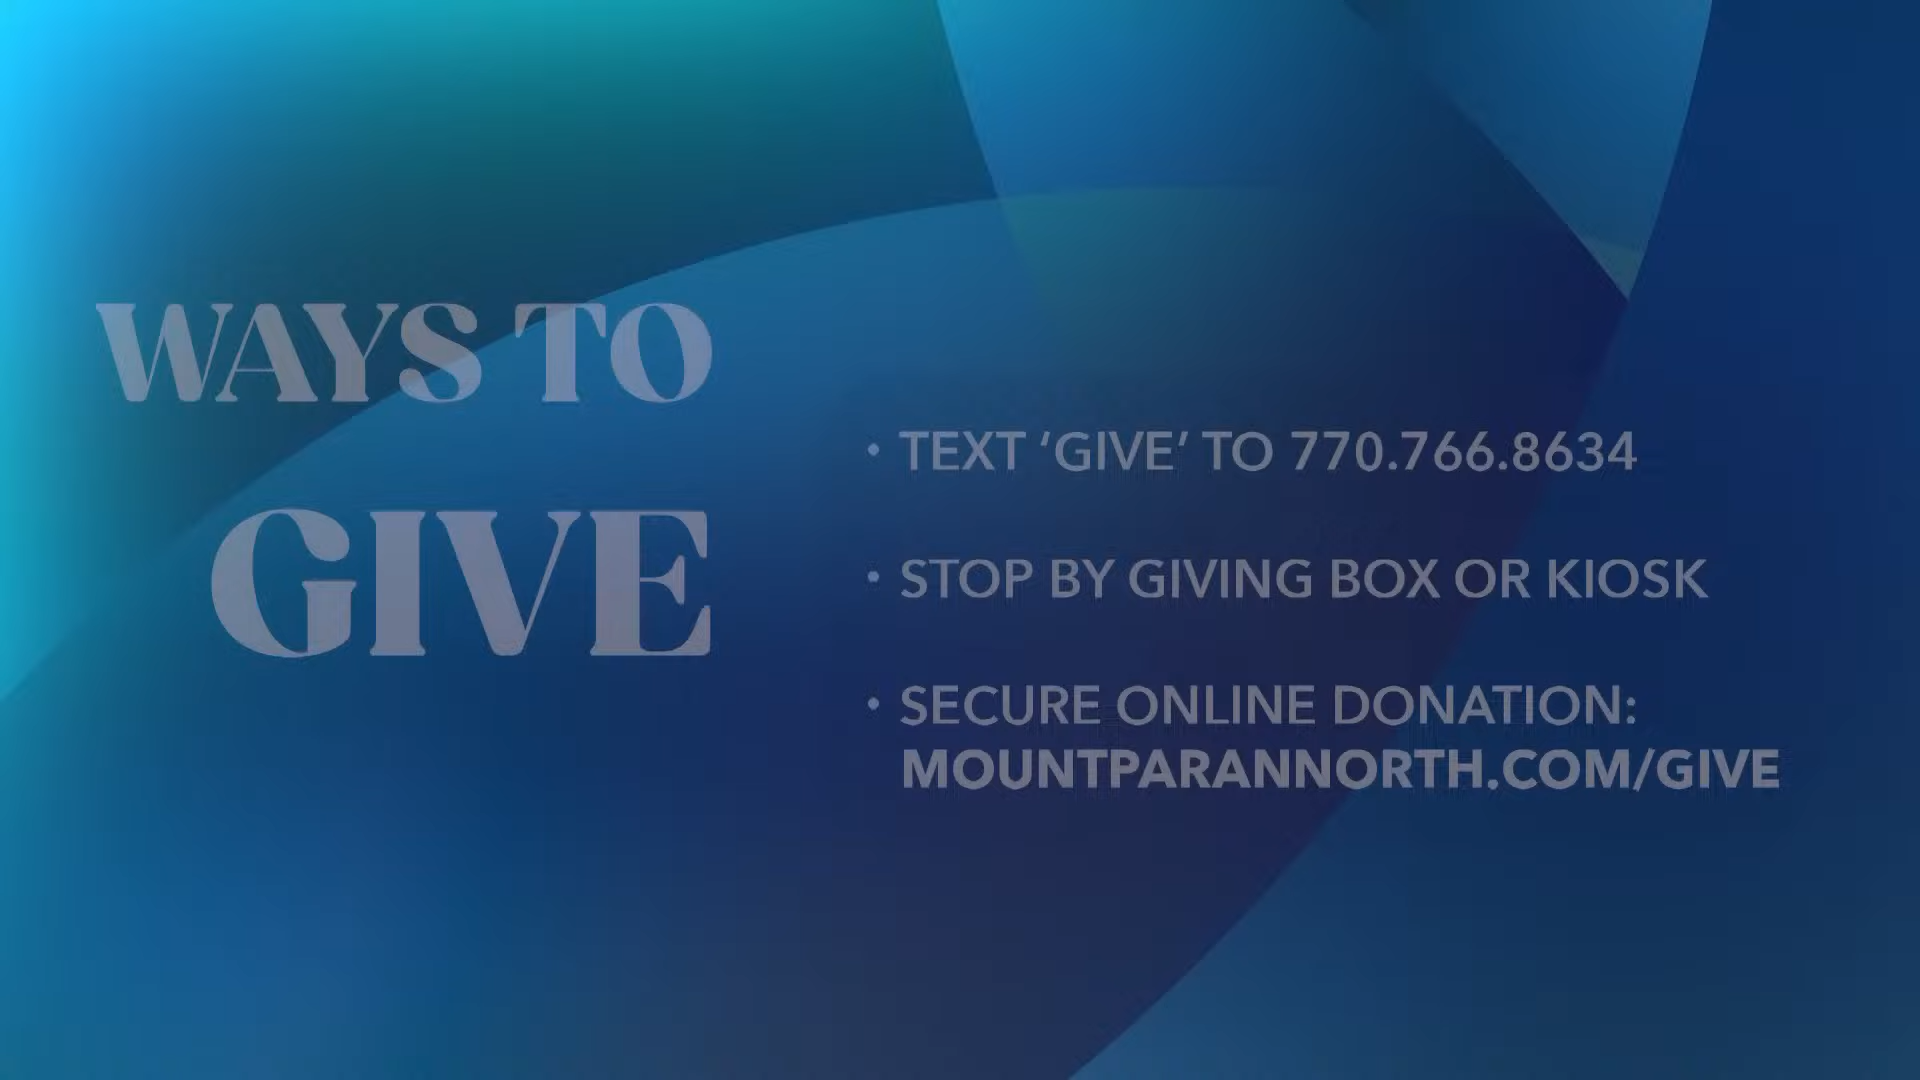 WAYS TO
GIVE
• TEXT ‘GIVE’ TO 770.766.8634
• STOP BY GIVING BOX OR KIOSK
• SECURE ONLINE DONATION:
MOUNTPARANNORTH.COM/GIVE